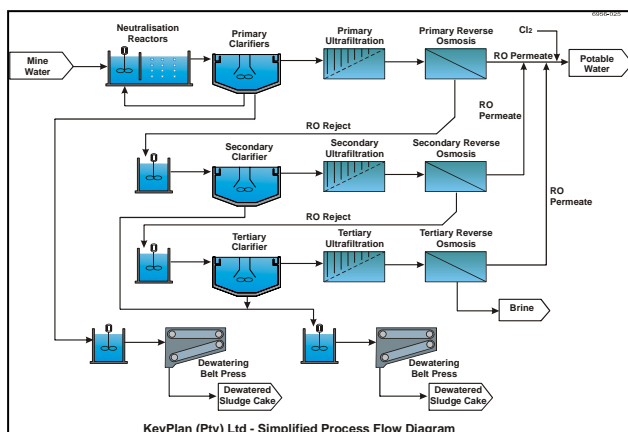 6956-025
Neutralisation
Reactors
Primary
Clarifiers
Primary
Ultrafiltration
Primary Reverse
Osmosis
Cl2
RO Permeate
Mine
Water
Potable
Water
RO
Permeate
RO Reject
Secondary
Clarifier
Secondary
Ultrafiltration
Secondary Reverse
Osmosis
RO
Permeate
RO Reject
Tertiary
Clarifier
Tertiary
Ultrafiltration
Tertiary Reverse
Osmosis
Brine
Dewatering
Belt Press
Dewatering
Belt Press
Dewatered
Sludge Cake
Dewatered
Sludge Cake
KeyPlan (Pty) Ltd - Simplified Process Flow Diagram